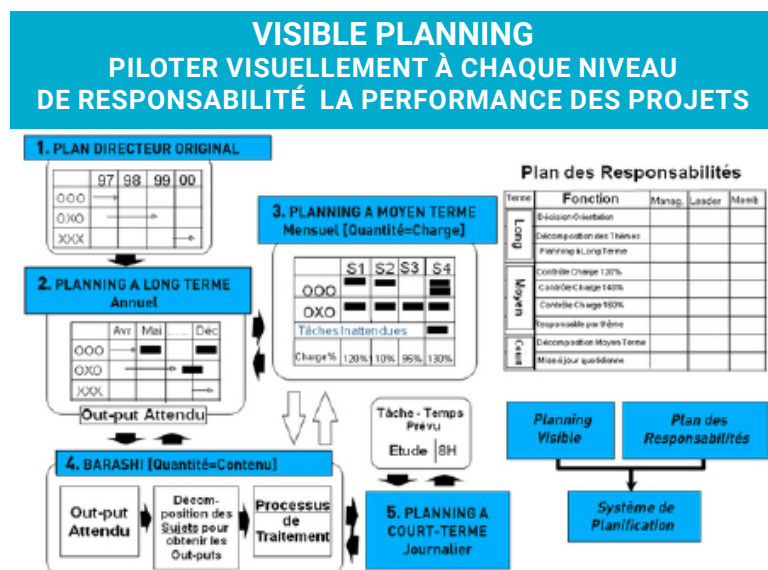 VISIBLE PLANNING
PILOTER VISUELLEMENT À CHAQUE NIVEAU
DE RESPONSABILITÉ LA PERFORMANCE DES PROJETS
1. PLAN DIRECTEUR ORIGINAL
97 98 99 00
OOO
OXO
XXX
2. PLANNING A LONG TERME
Annuel
Avr Mai ..... Déc
OOO
OXO
XXX
Out-put Attendu
3. PLANNING A MOYEN TERME
Mensuel [Quantité=Charge]
S1 S2 S3 S4
OOO
OXO
Tâches Inattendues
Charge% 120% 110% 95% 130%
Tâche - Temps
Prévu
Etude 8H
4. BARASHI [Quantité=Contenu]
Out-put
Attendu
Décom-
position des
Sujets pour
obtenir les
Out-puts
Processus
de
Traitement
5. PLANNING A
COURT-TERME
Journalier
Plan des Responsabilités
Terme Fonction Manag. Leader Memb
Long
Décision Orientation
Décomposition des Thèmes
Planning à Long Terme
Moyen
Contrôle Charge 120%
Contrôle Charge 140%
Contrôle Charge 160%
Responsable par thème
Court
Décomposition Moyen Terme
Mise à jour quotidienne
Planning
Visible
Plan des
Responsabilités
Système de
Planification